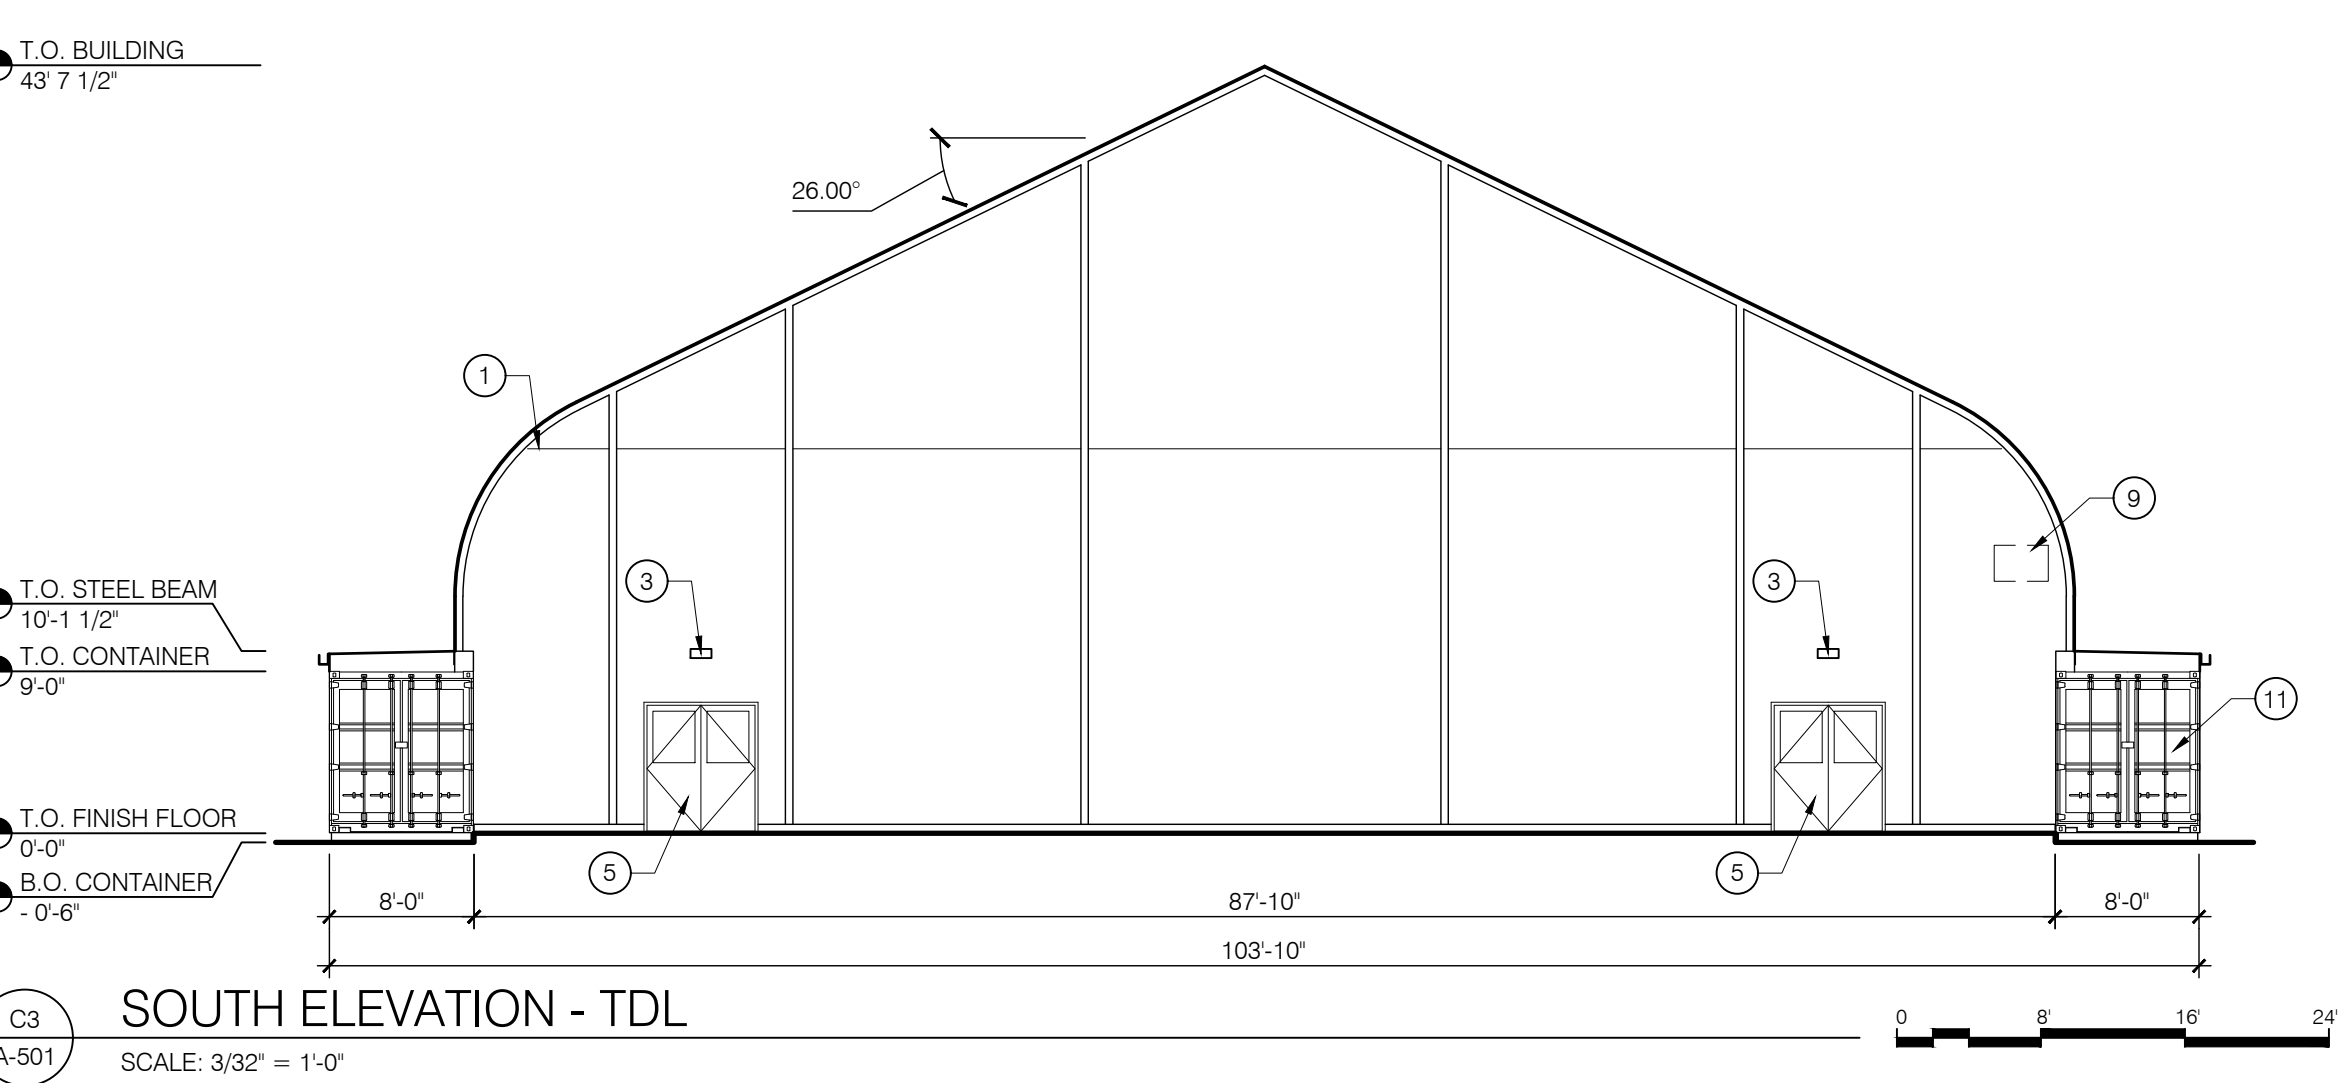 T.O. BUILDING
43' 7 1/2"
26.00°
1
9
3
3
T.O. STEEL BEAM
10'-1 1/2"
T.O. CONTAINER
9'-0"
11
T.O. FINISH FLOOR
0'-0"
5
5
B.O. CONTAINER
- 0'-6"
8'-0"
87'-10"
8'-0"
103'-10"
C3
A-501
SOUTH ELEVATION - TDL
SCALE: 3/32" = 1'-0"
0 8' 16' 24'